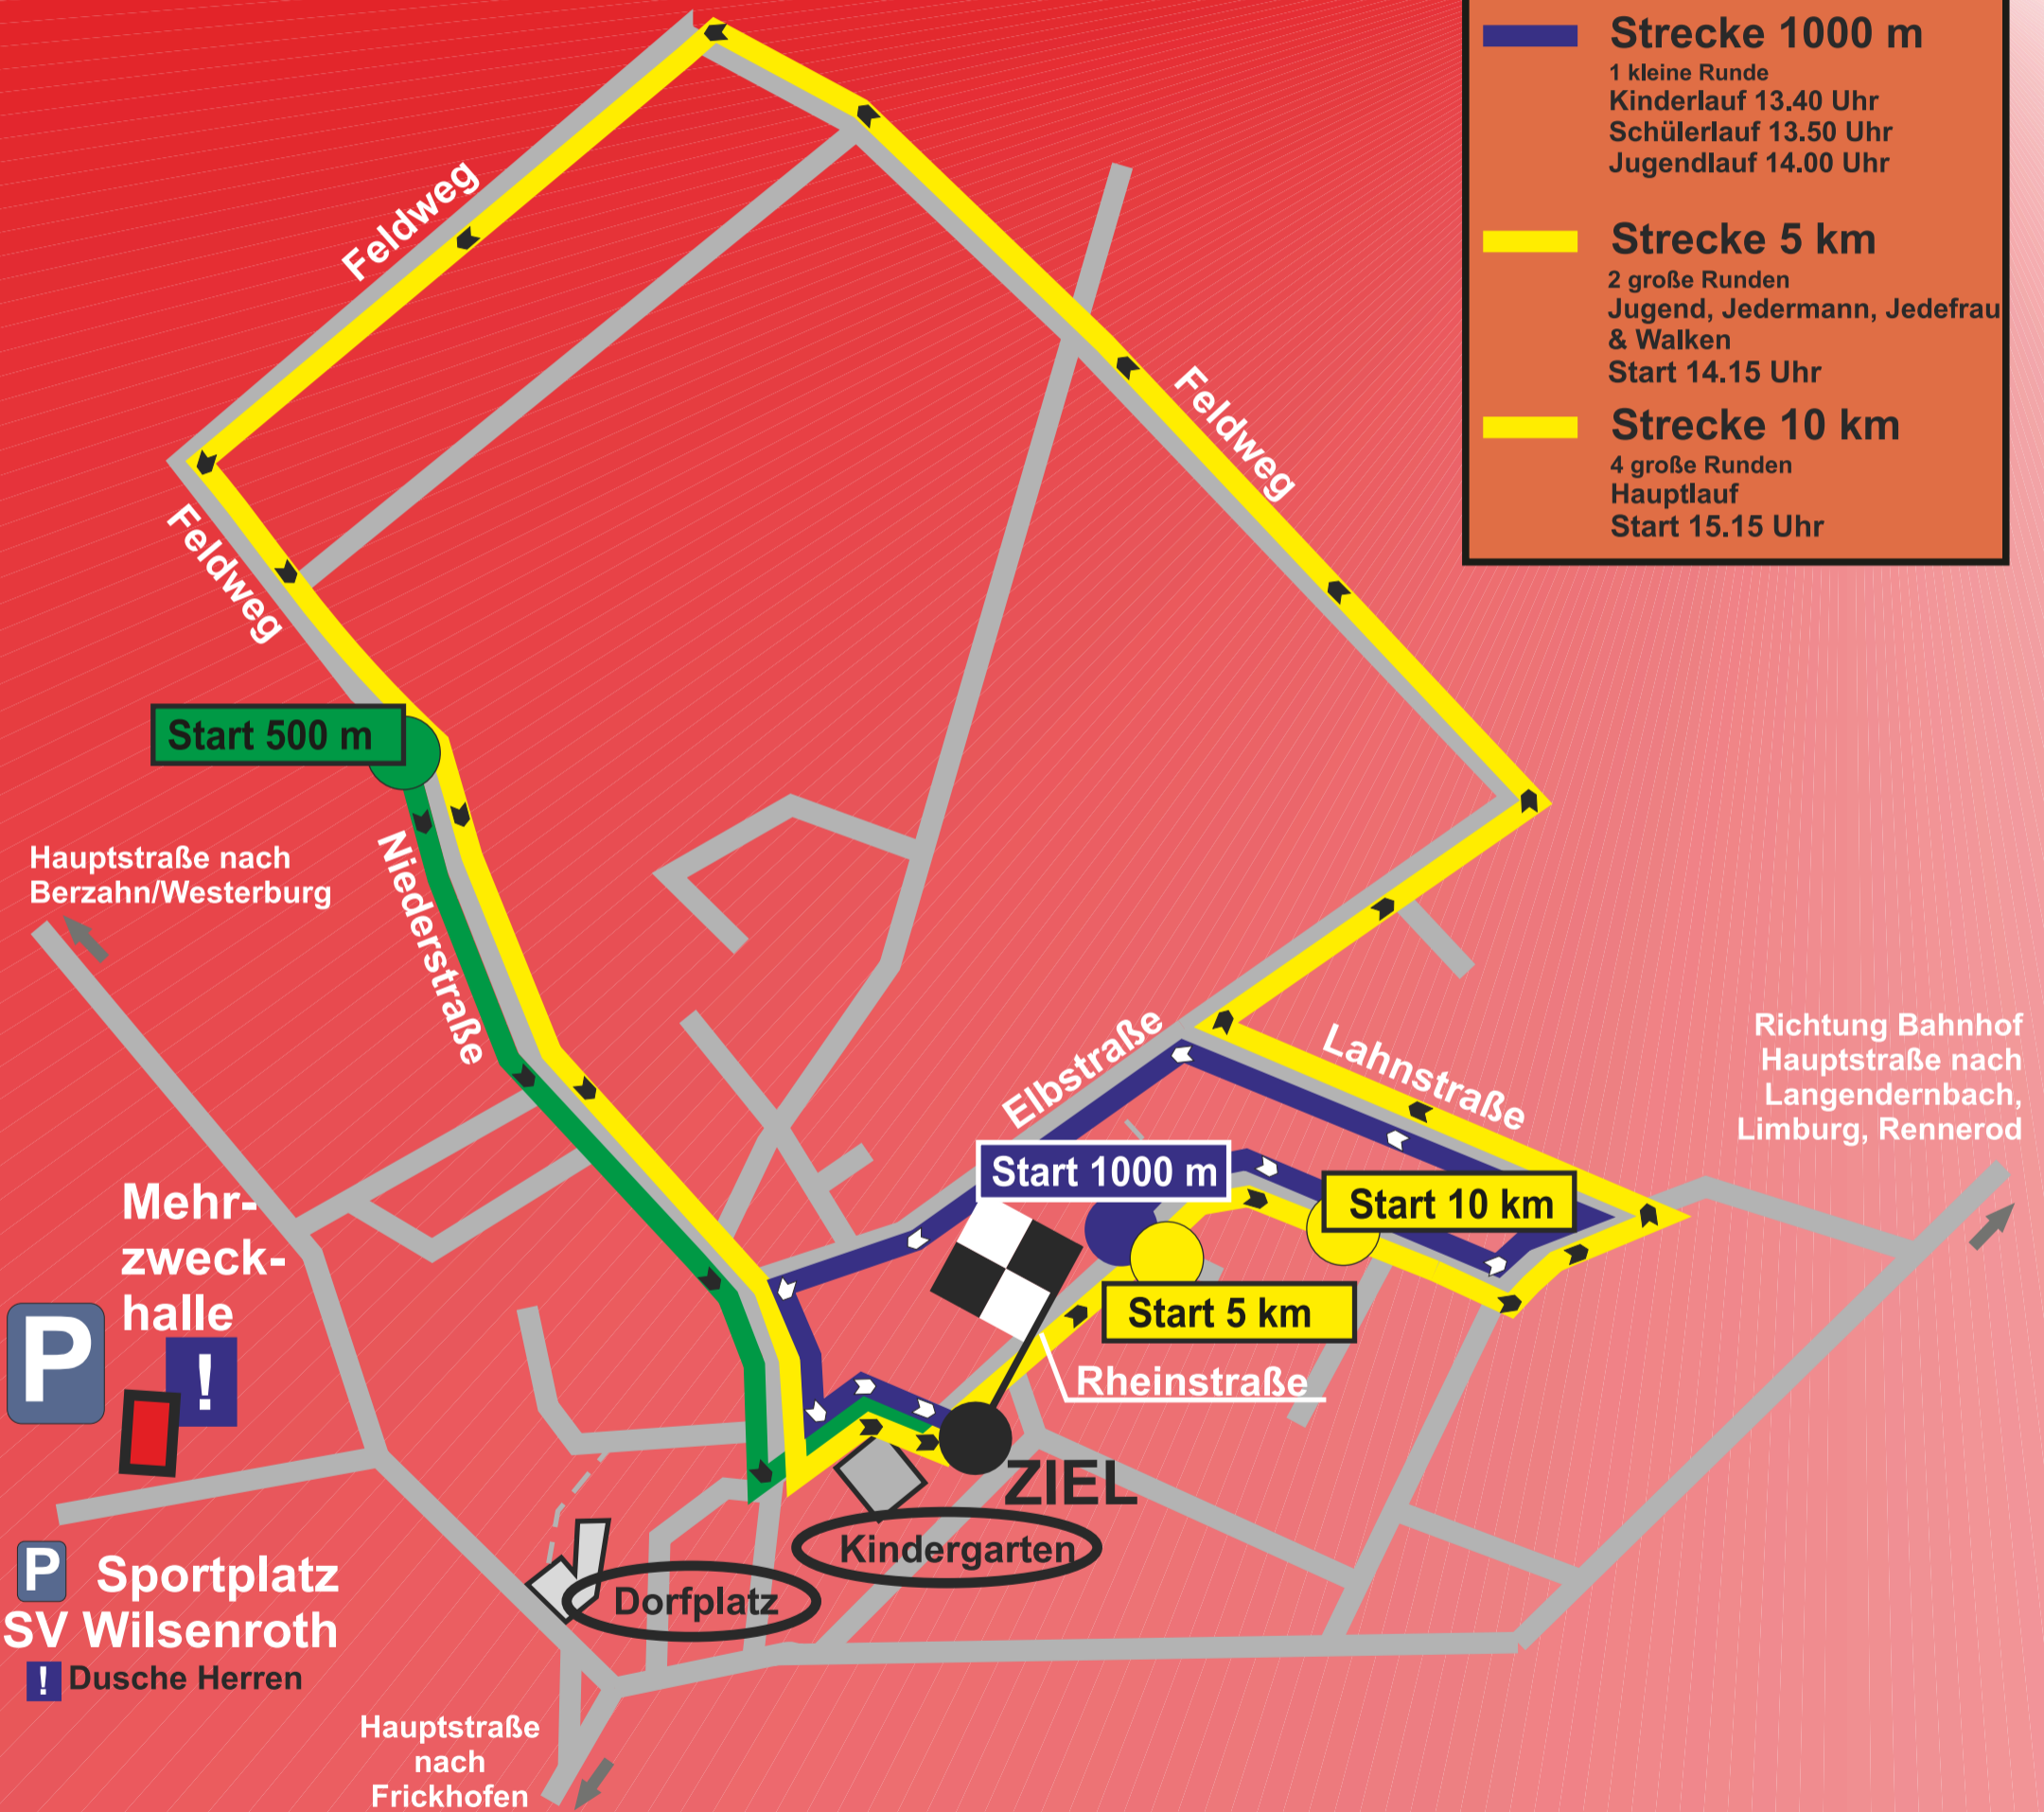 Strecke 1000 m
1 kleine Runde
Kinderlauf 13.40 Uhr
Schülerlauf 13.50 Uhr
Jugendlauf 14.00 Uhr
Strecke 5 km
2 große Runden
Jugend, Jedermann, Jedefrau
& Walken
Start 14.15 Uhr
Strecke 10 km
4 große Runden
Hauptlauf
Start 15.15 Uhr
Feldweg
Feldweg
Feldweg
Start 500 m
Niederstraße
Hauptstraße nach
Berzahn/Westerburg
Elbstraße
Lahnstraße
Richtung Bahnhof
Hauptstraße nach
Langendernbach,
Limburg, Rennerod
Start 1000 m
Start 10 km
Start 5 km
Rheinstraße
Mehr-
zweck-
halle
P
!
ZIEL
Kindergarten
Dorfplatz
P Sportplatz
SV Wilsenroth
! Dusche Herren
Hauptstraße
nach
Frickhofen